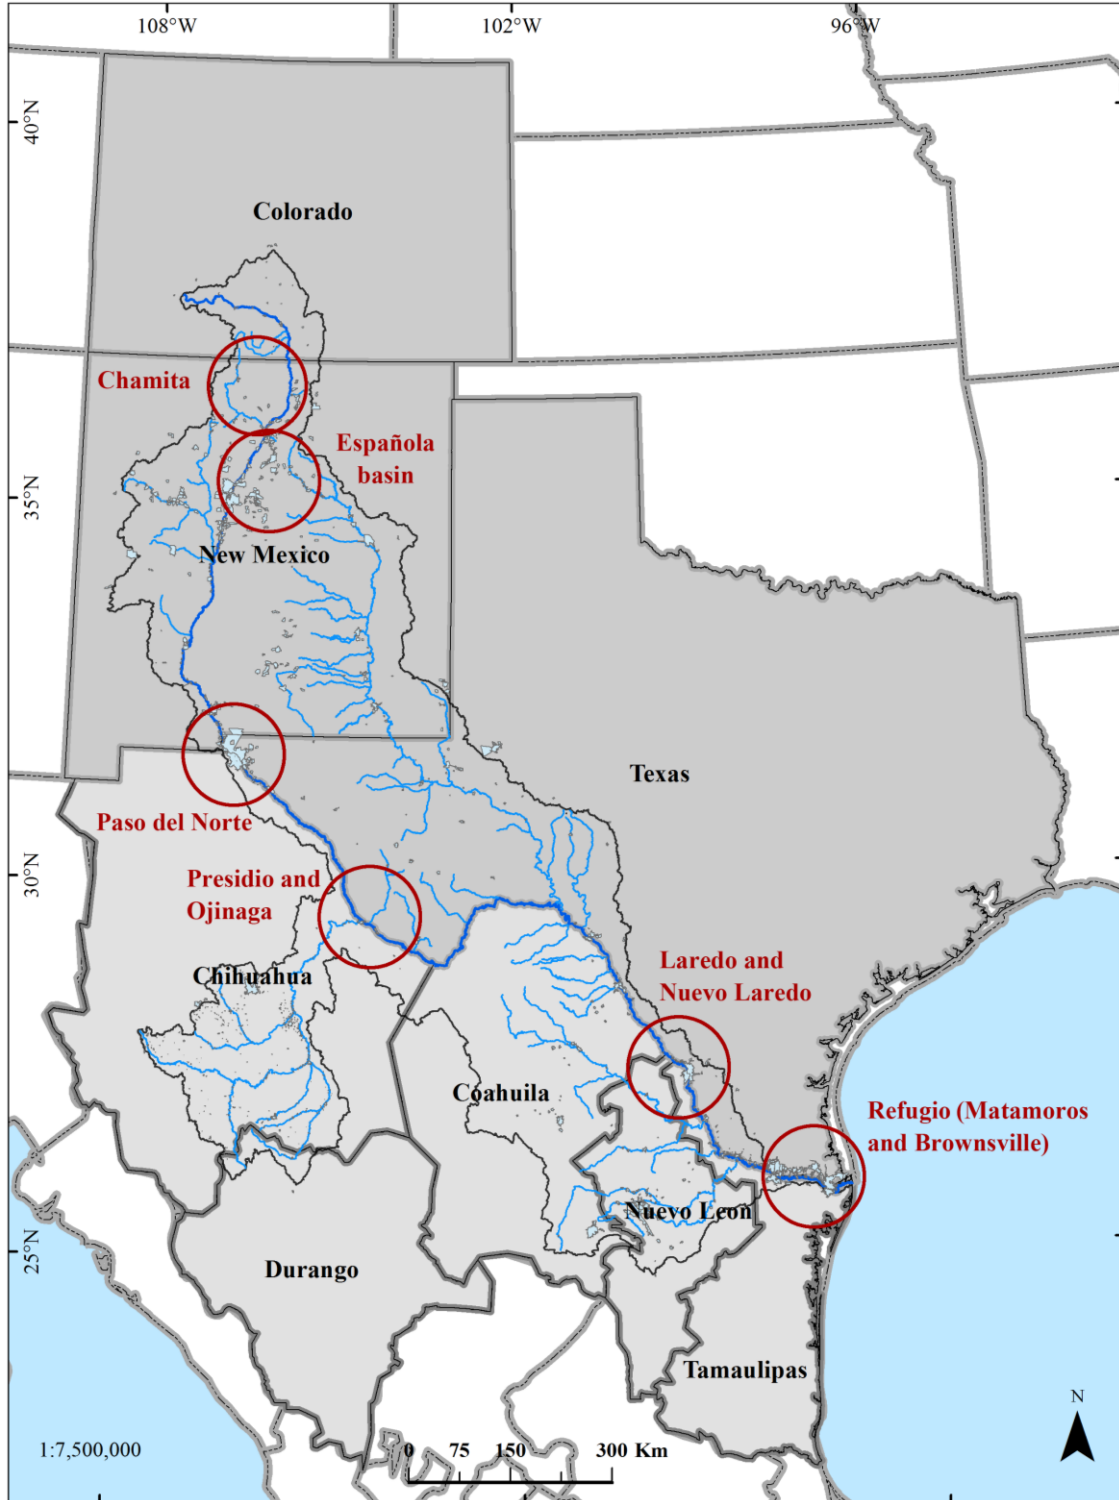 108°W
102°W
96°W
40°N
Colorado
Chamita
Española
basin
35°N
New Mexico
Texas
Paso del Norte
30°N
Presidio and
Ojinaga
Laredo and
Nuevo Laredo
Chihuahua
Coahuila
Refugio (Matamoros
and Brownsville)
Nuevo Leon
25°N
Durango
Tamaulipas
N
1:7,500,000
0 75 150 300 Km